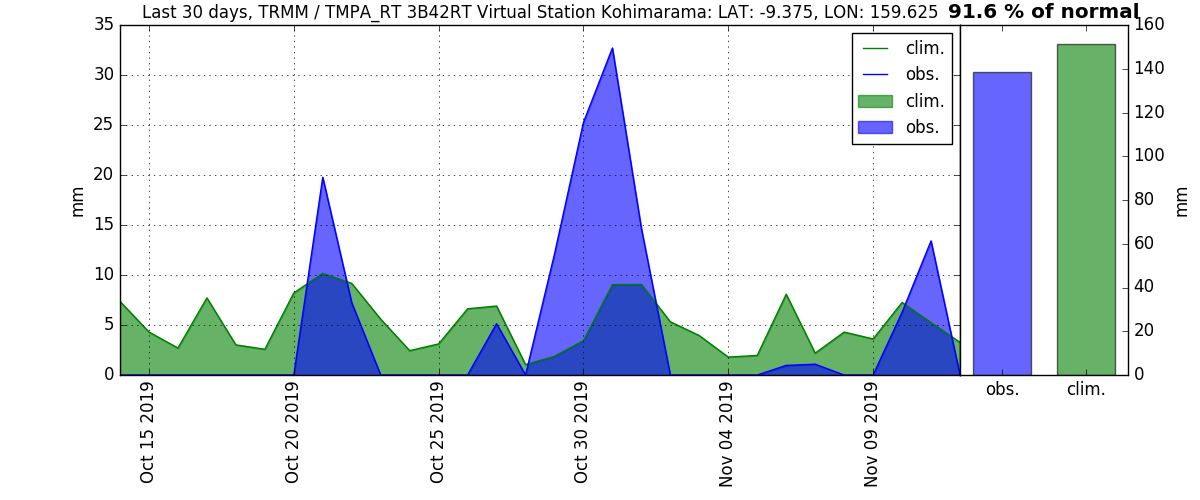 Last 30 days, TRMM / TMPA_RT 3B42RT Virtual Station Kohimarama: LAT: -9.375, LON: 159.625 91.6 % of normal
35
30
25
20
15
10
5
0
mm
clim.
obs.
clim.
obs.
160
140
120
100
80
60
40
20
0
mm
Oct 15 2019
Oct 20 2019
Oct 25 2019
Oct 30 2019
Nov 04 2019
Nov 09 2019
obs.
clim.